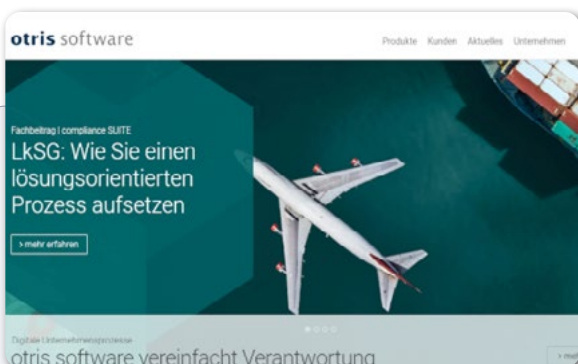 otris software
Produkte Kunden Aktuelles Unternehmen
Fachbeitrag | compliance SUITE
LkSG: Wie Sie einen
lösungsorientierten
Prozess aufsetzen
> mehr erfahren
Digitale Unternehmensprozesse
otris software vereinfacht Verantwortung